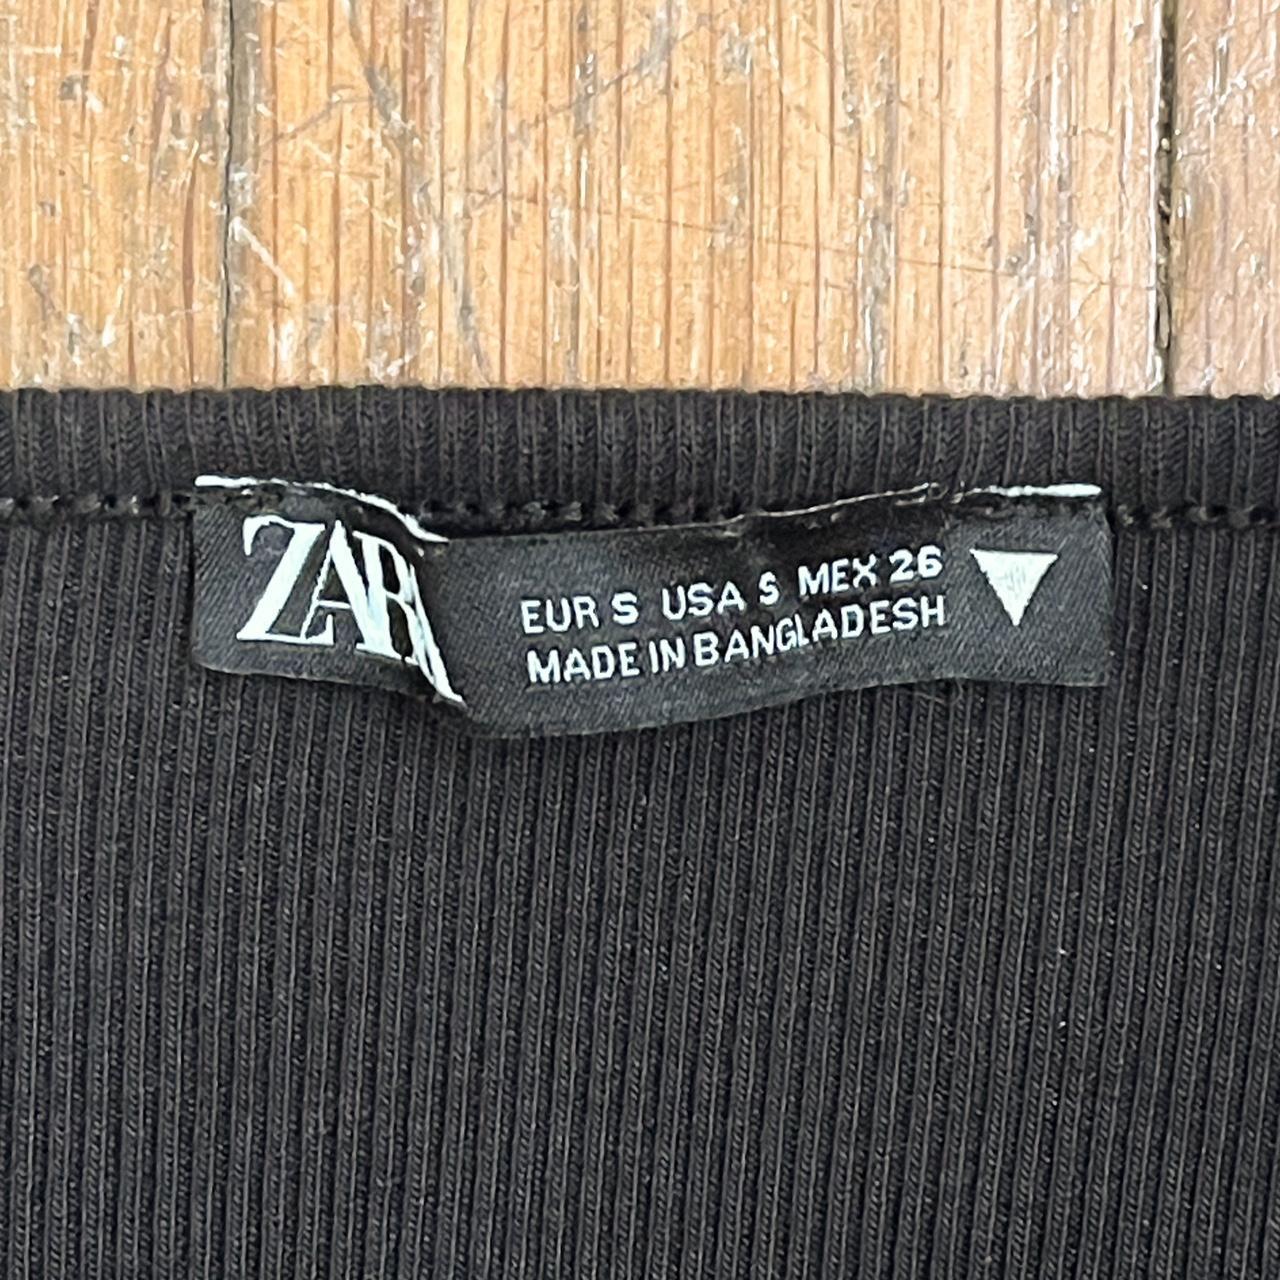 ZARA
EUR S USA S MEX 26
MADE IN BANGLADESH